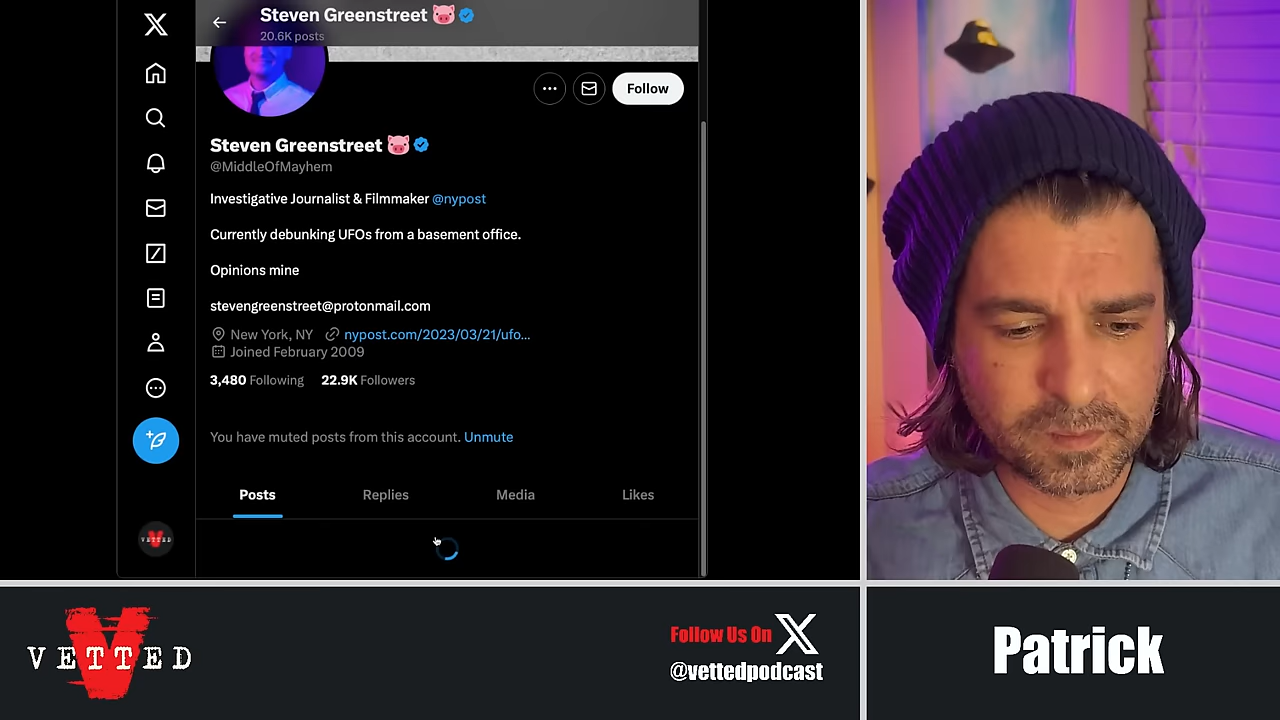 Steven Greenstreet 🐷
20.6K posts
Follow
Steven Greenstreet 🐷
@MiddleOfMayhem
Investigative Journalist & Filmmaker @nypost
Currently debunking UFOs from a basement office.
Opinions mine
stevengreenstreet@protonmail.com
New York, NY nypost.com/2023/03/21/ufo...
Joined February 2009
3,480 Following 22.9K Followers
You have muted posts from this account. Unmute
Posts Replies Media Likes
VETTED
VETTED
Follow Us On X
@vettedpodcast
Patrick